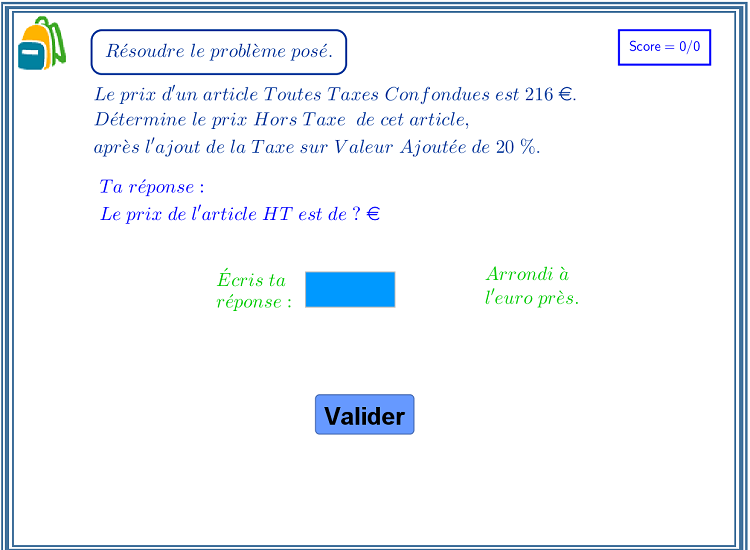 Résoudre le problème posé.
Score = 0/0
Le prix d'un article Toutes Taxes Confondues est 216 €.
Détermine le prix Hors Taxe de cet article,
après l'ajout de la Taxe sur Valeur Ajoutée de 20 %.
Ta réponse :
Le prix de l'article HT est de ? €
Écris ta
réponse :
Arrondi à
l'euro près.
Valider